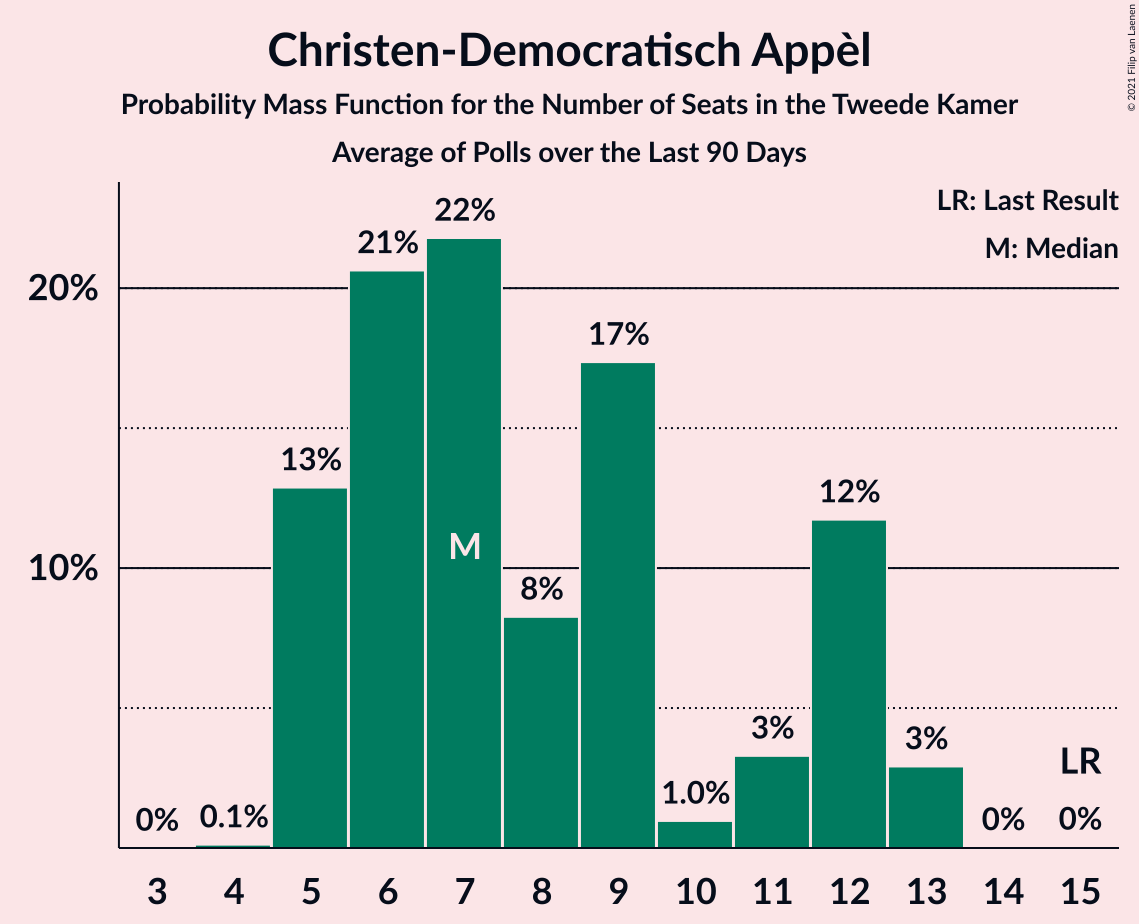 Christen-Democratisch Appèl
Probability Mass Function for the Number of Seats in the Tweede Kamer
Average of Polls over the Last 90 Days
© 2021 Filip van Laenen
LR: Last Result
M: Median
20%
10%
0%
0.1%
13%
21%
22%
M
8%
17%
1.0%
3%
12%
3%
0%
LR
0%
3 4 5 6 7 8 9 10 11 12 13 14 15